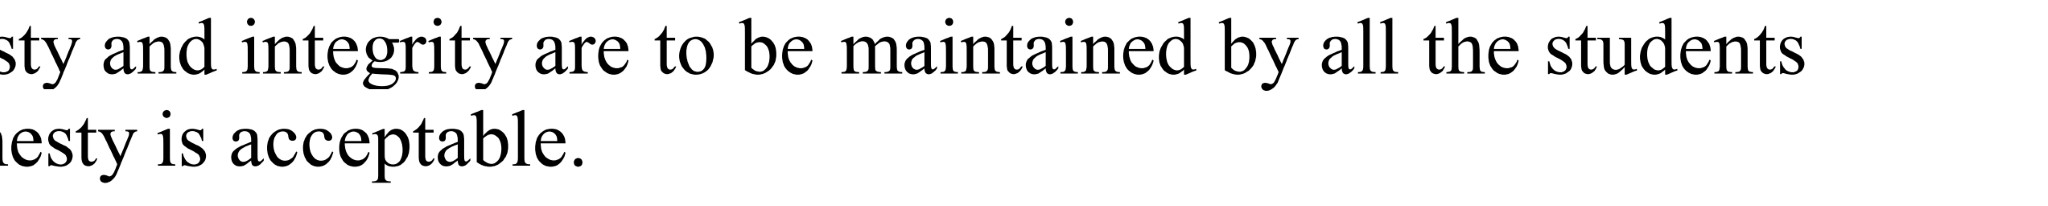 sty and integrity are to be maintained by all the students
esty is acceptable.